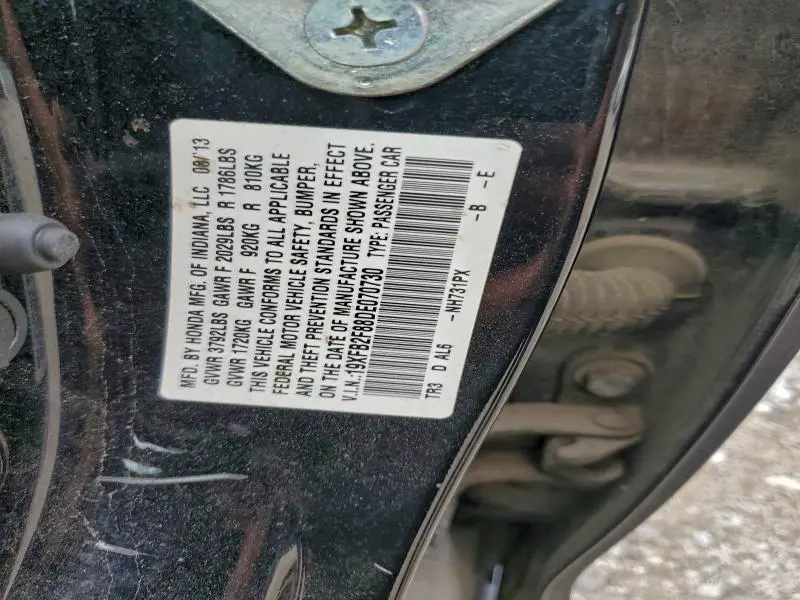 MFD. BY HONDA MFG. OF INDIANA, LLC 08/13
GVWR 3792LBS GAWR F 2029LBS R 1786LBS
GVWR 1720KG GAWR F 920KG R 810KG
THIS VEHICLE CONFORMS TO ALL APPLICABLE
FEDERAL MOTOR VEHICLE SAFETY, BUMPER,
AND THEFT PREVENTION STANDARDS IN EFFECT
ON THE DATE OF MANUFACTURE SHOWN ABOVE.
V.I.N.:19XFB2F88DE070730 TYPE: PASSENGER CAR
TR3 D AL6 -NH731PX -B -E